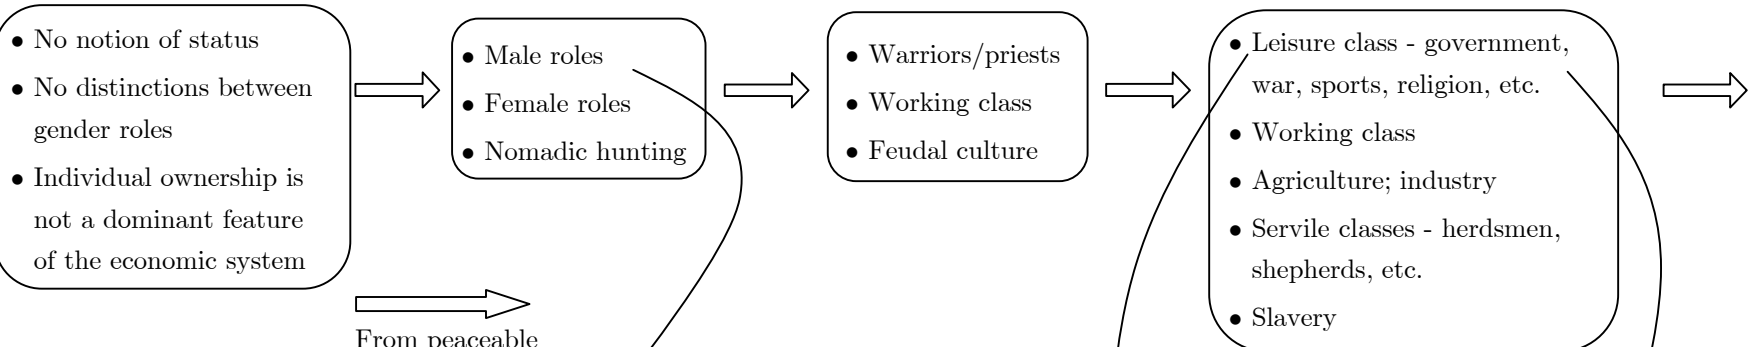 • No notion of status
• No distinctions between
gender roles
• Individual ownership is
not a dominant feature
of the economic system
From peaceable
• Male roles
• Female roles
• Nomadic hunting
• Warriors/priests
• Working class
• Feudal culture
• Leisure class - government,
war, sports, religion, etc.
• Working class
• Agriculture; industry
• Servile classes - herdsmen,
shepherds, etc.
• Slavery